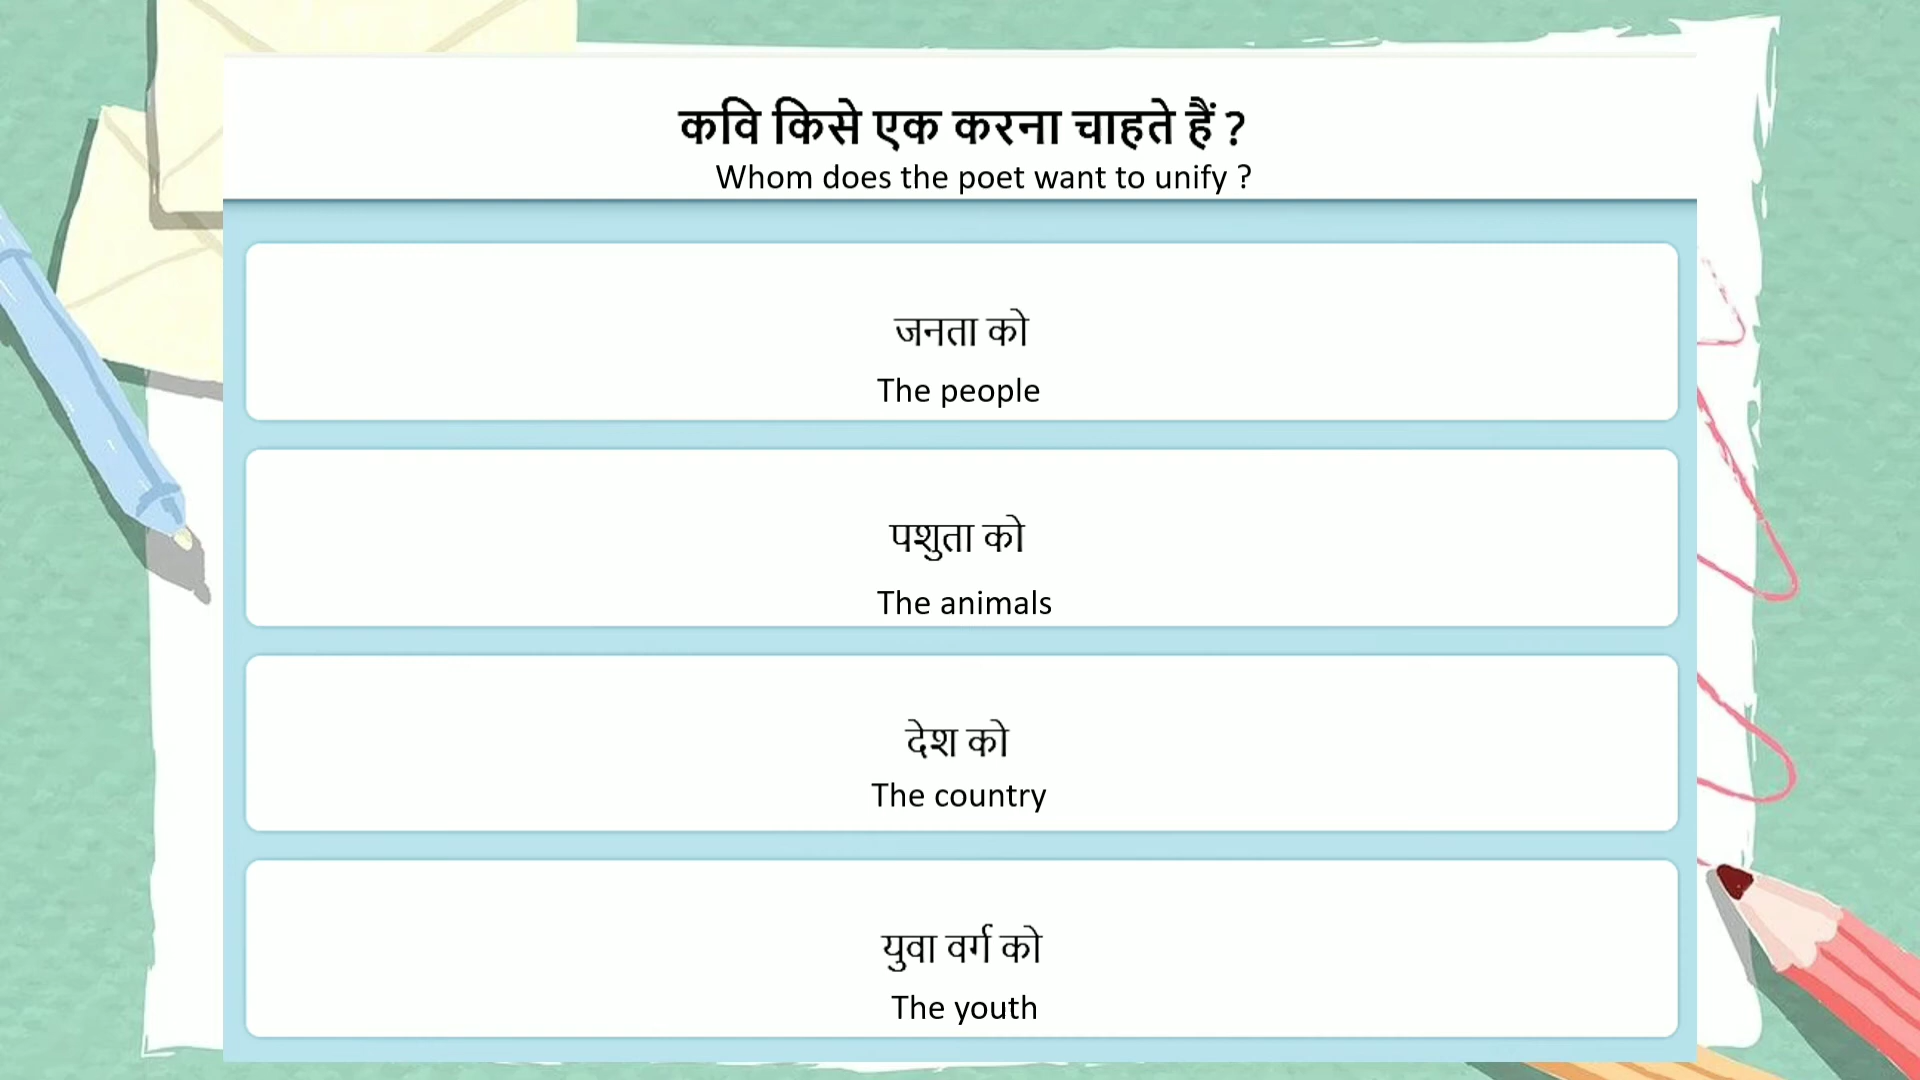 कवि किसे एक करना चाहते हैं ?
Whom does the poet want to unify ?
जनता को
The people
पशुता को
The animals
देश को
The country
युवा वर्ग को
The youth